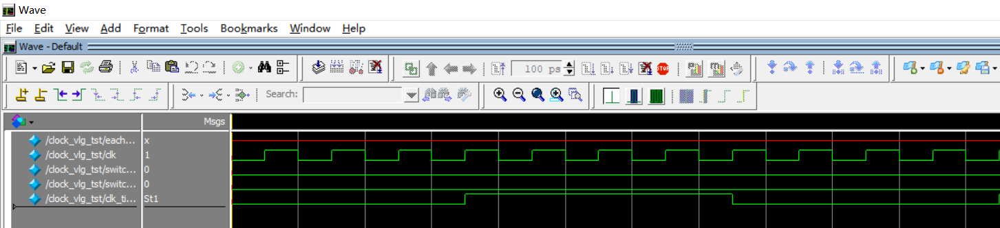 Wave
File Edit View Add Format Tools Bookmarks Window Help
Wave - Default
100 ps STOP
Search:
Msgs
/clock_vlg_tst/each... x
/clock_vlg_tst/clk 1
/clock_vlg_tst/switc... 0
/clock_vlg_tst/switc... 0
/clock_vlg_tst/clk_ti... St1